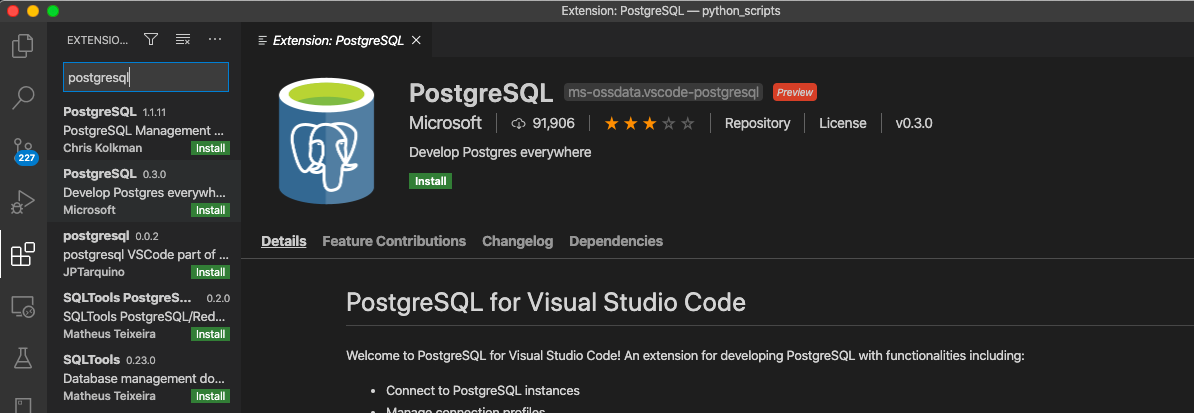 Extension: PostgreSQL — python_scripts
EXTENSIO...
Extension: PostgreSQL
postgresql
227
PostgreSQL 1.1.11
PostgreSQL Management ...
Chris Kolkman Install
PostgreSQL 0.3.0
Develop Postgres everywh...
Microsoft Install
postgresql 0.0.2
postgresql VSCode part of ...
JPTarquino Install
SQLTools PostgreS... 0.2.0
SQLTools PostgreSQL/Red...
Matheus Teixeira Install
SQLTools 0.23.0
Database management do...
Matheus Teixeira Install
PostgreSQL ms-ossdata.vscode-postgresql Preview
Microsoft 91,906 Repository License v0.3.0
Develop Postgres everywhere
Install
Details Feature Contributions Changelog Dependencies
PostgreSQL for Visual Studio Code
Welcome to PostgreSQL for Visual Studio Code! An extension for developing PostgreSQL with functionalities including:
• Connect to PostgreSQL instances
• Manage connection profiles